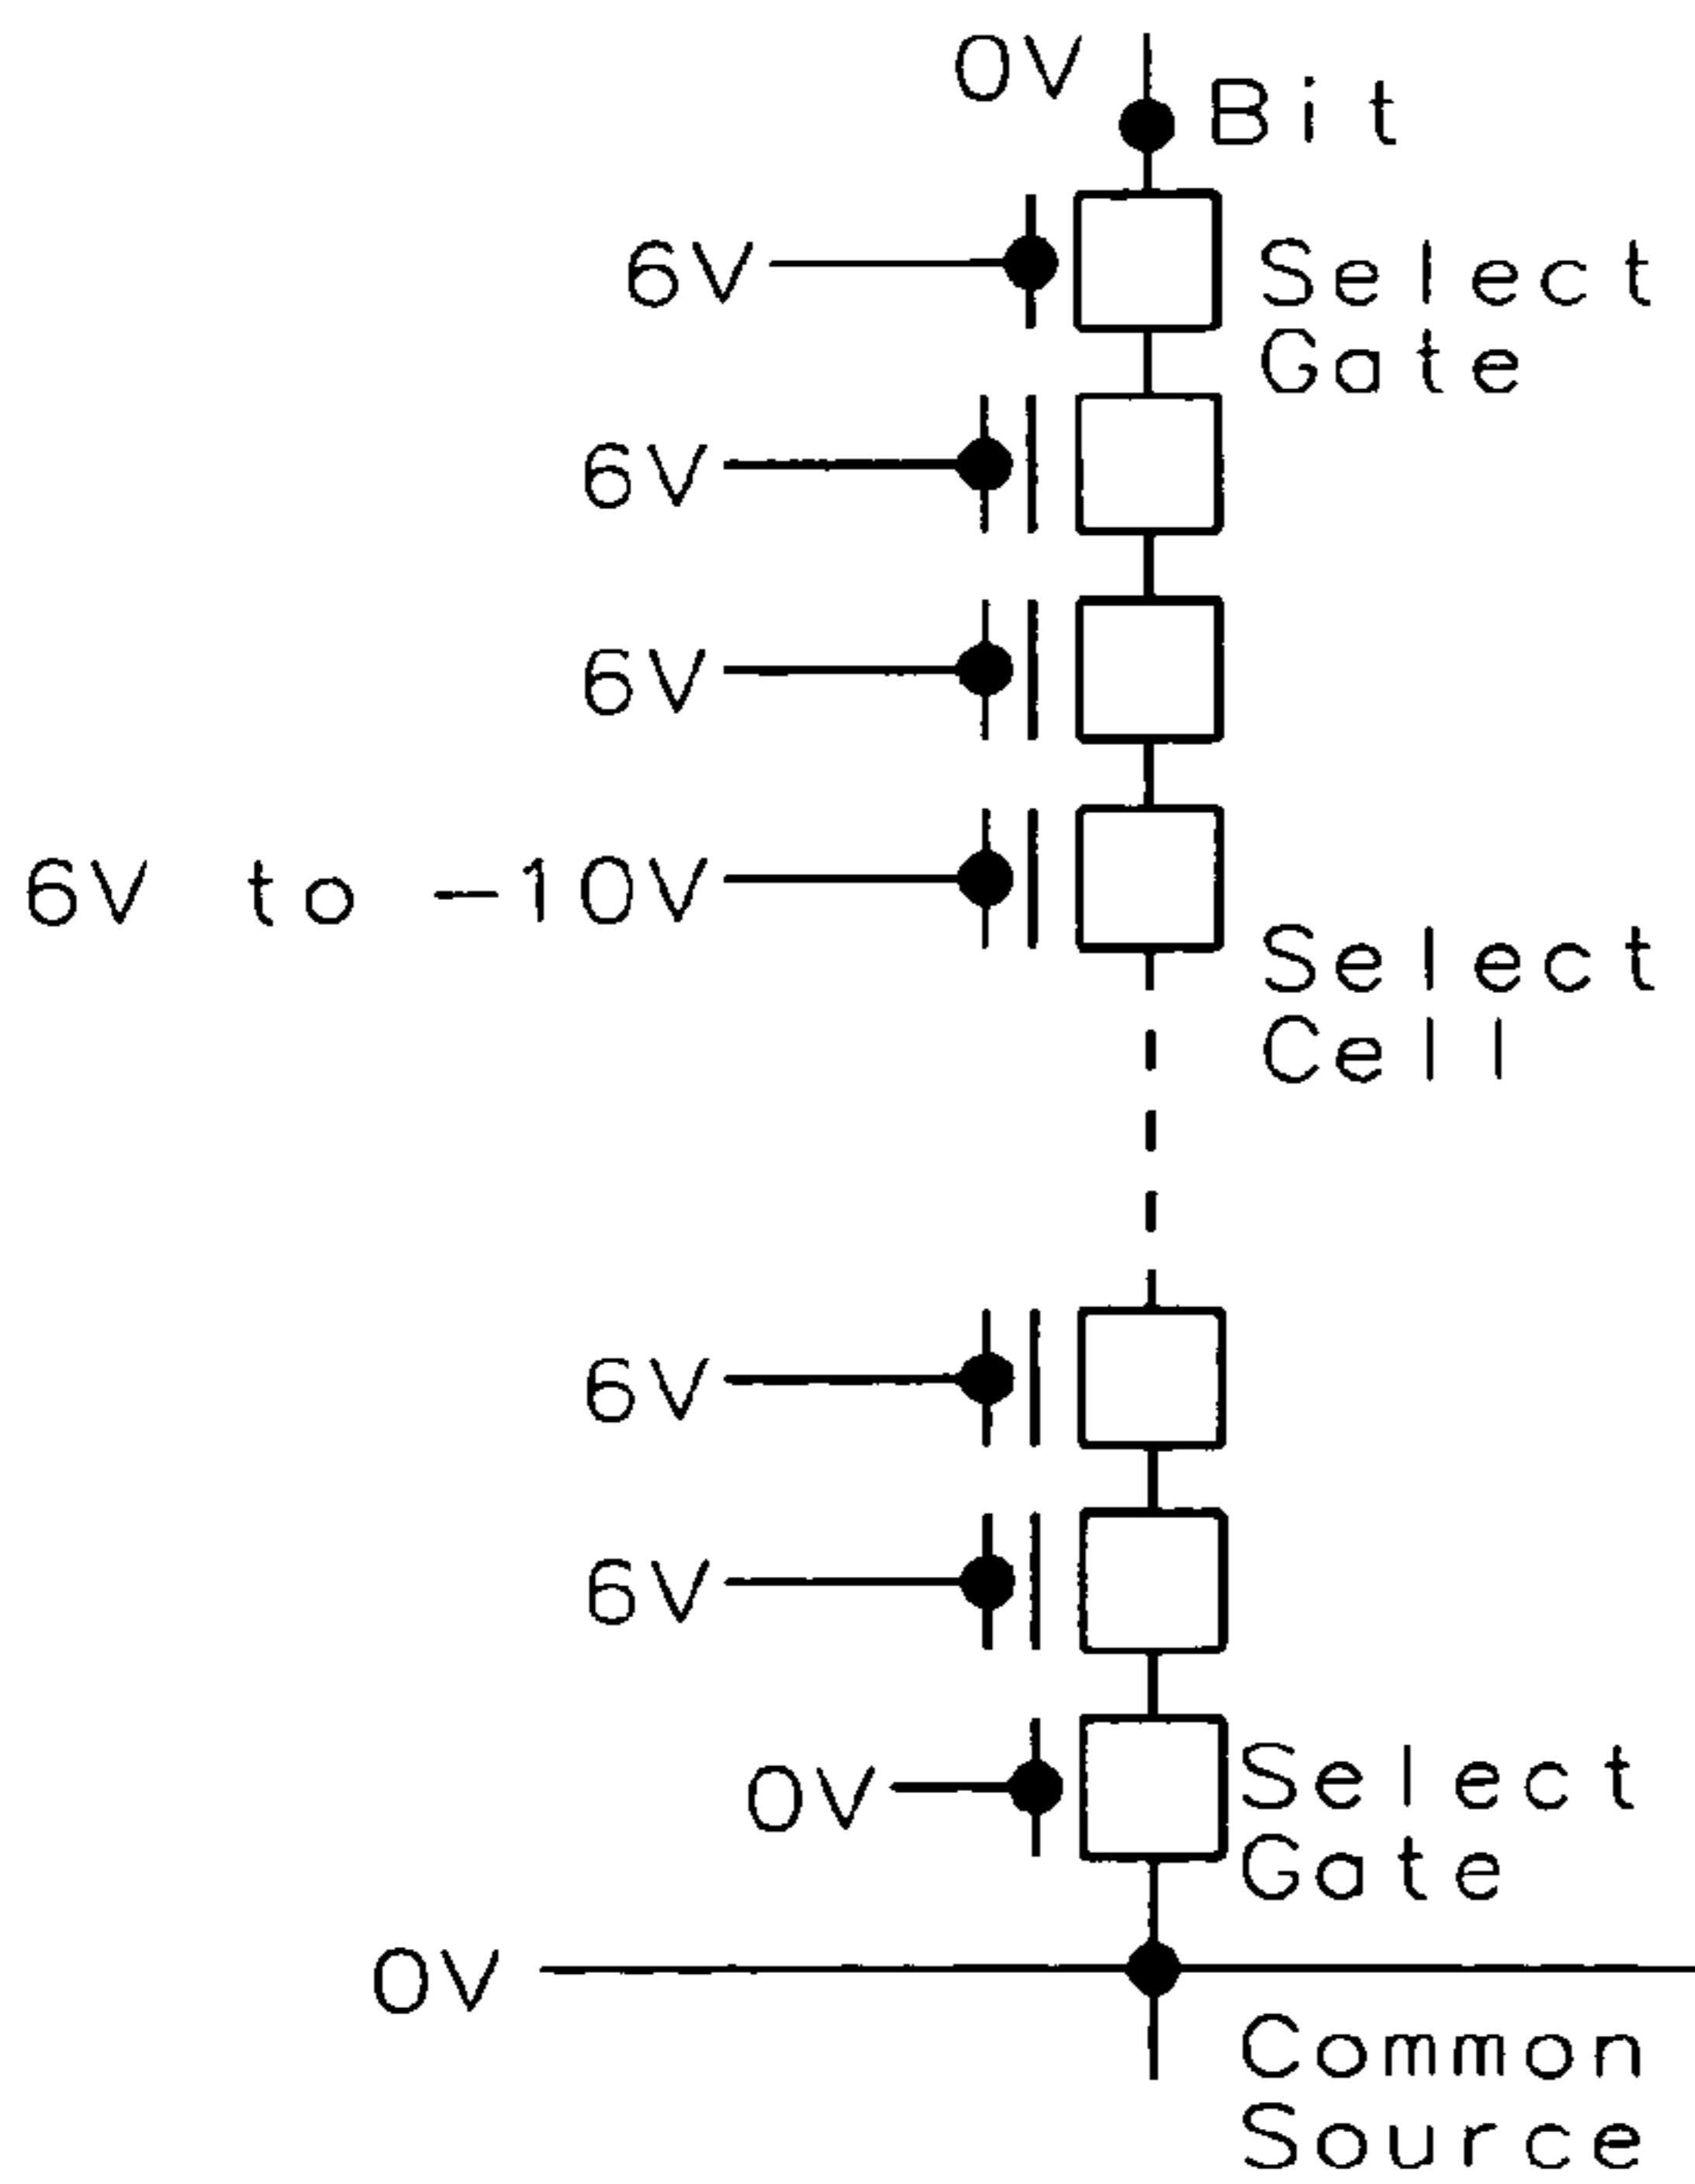 0V
Bit
6V
Select
Gate
6V
6V
6V to -10V
Select
Cell
6V
6V
0V
Select
Gate
0V
Common
Source